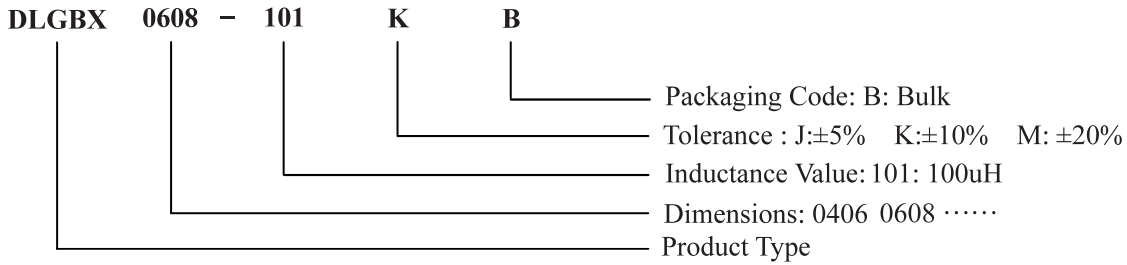 DLGBX 0608 - 101 K B
Packaging Code: B: Bulk
Tolerance : J:±5% K:±10% M: ±20%
Inductance Value: 101: 100uH
Dimensions: 0406 0608 ⋯⋯
Product Type